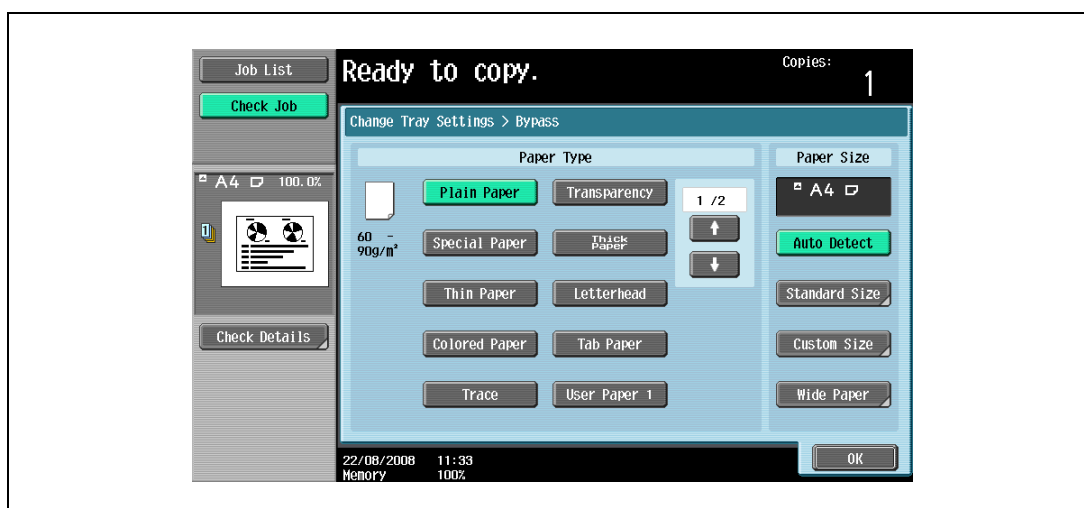 Job List
Check Job
Ready to copy.
Copies:
1
Change Tray Settings > Bypass
Paper Type
Paper Size
A4 100.0%
1
60 -
90g/m²
Plain Paper
Transparency
1 /2
A4
Special Paper
Thick
Paper
Auto Detect
Thin Paper
Letterhead
Standard Size
Check Details
Colored Paper
Tab Paper
Custom Size
Trace
User Paper 1
Wide Paper
22/08/2008 11:33
Memory 100%
OK